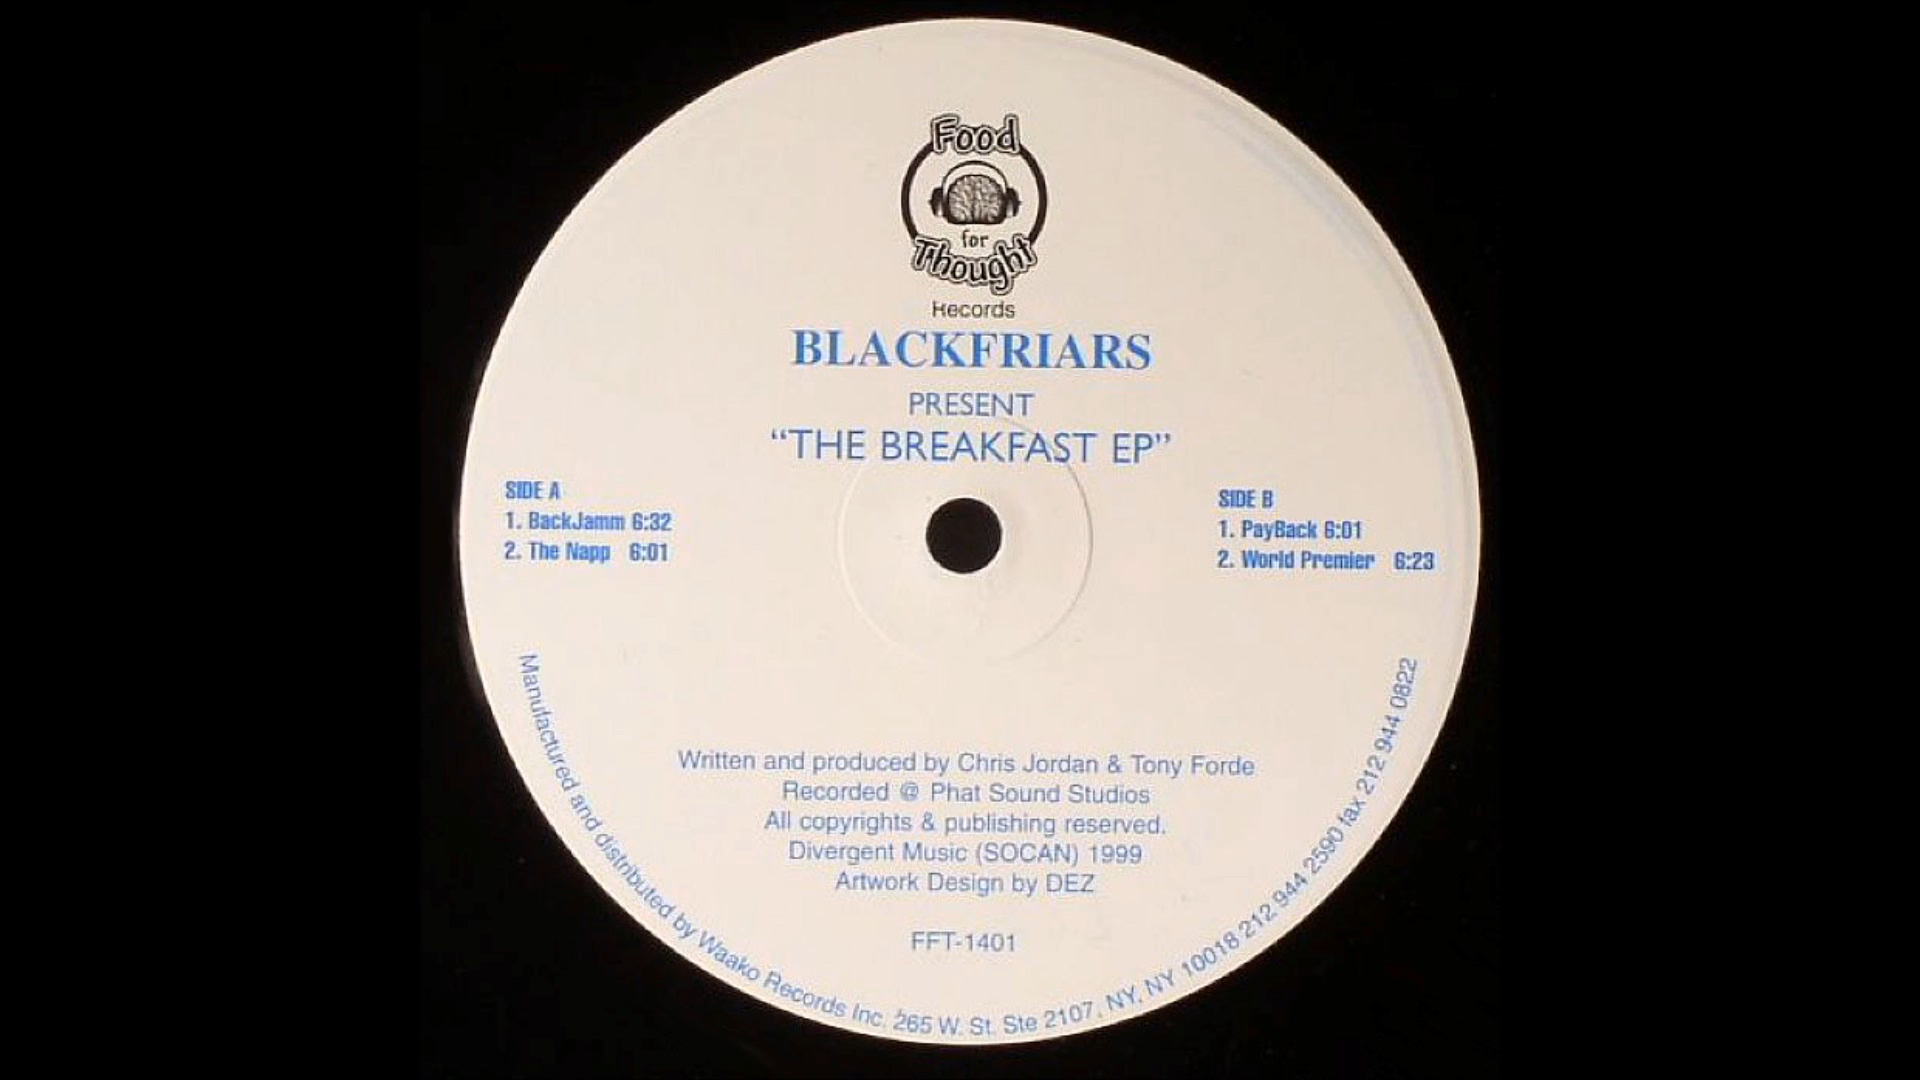 Food
for
Thought
Records
BLACKFRIARS
PRESENT
“THE BREAKFAST EP”
SIDE A
1. BackJamm 6:32
2. The Napp 6:01
SIDE B
1. PayBack 6:01
2. World Premier 6:23
Written and produced by Chris Jordan & Tony Forde
Recorded @ Phat Sound Studios
All copyrights & publishing reserved.
Divergent Music (SOCAN) 1999
Artwork Design by DEZ
FFT-1401
Manufactured and distributed by Waako Records Inc. 265 W. St. Ste 2107, NY, NY 10018 212 944 2590 fax 212 944 0822